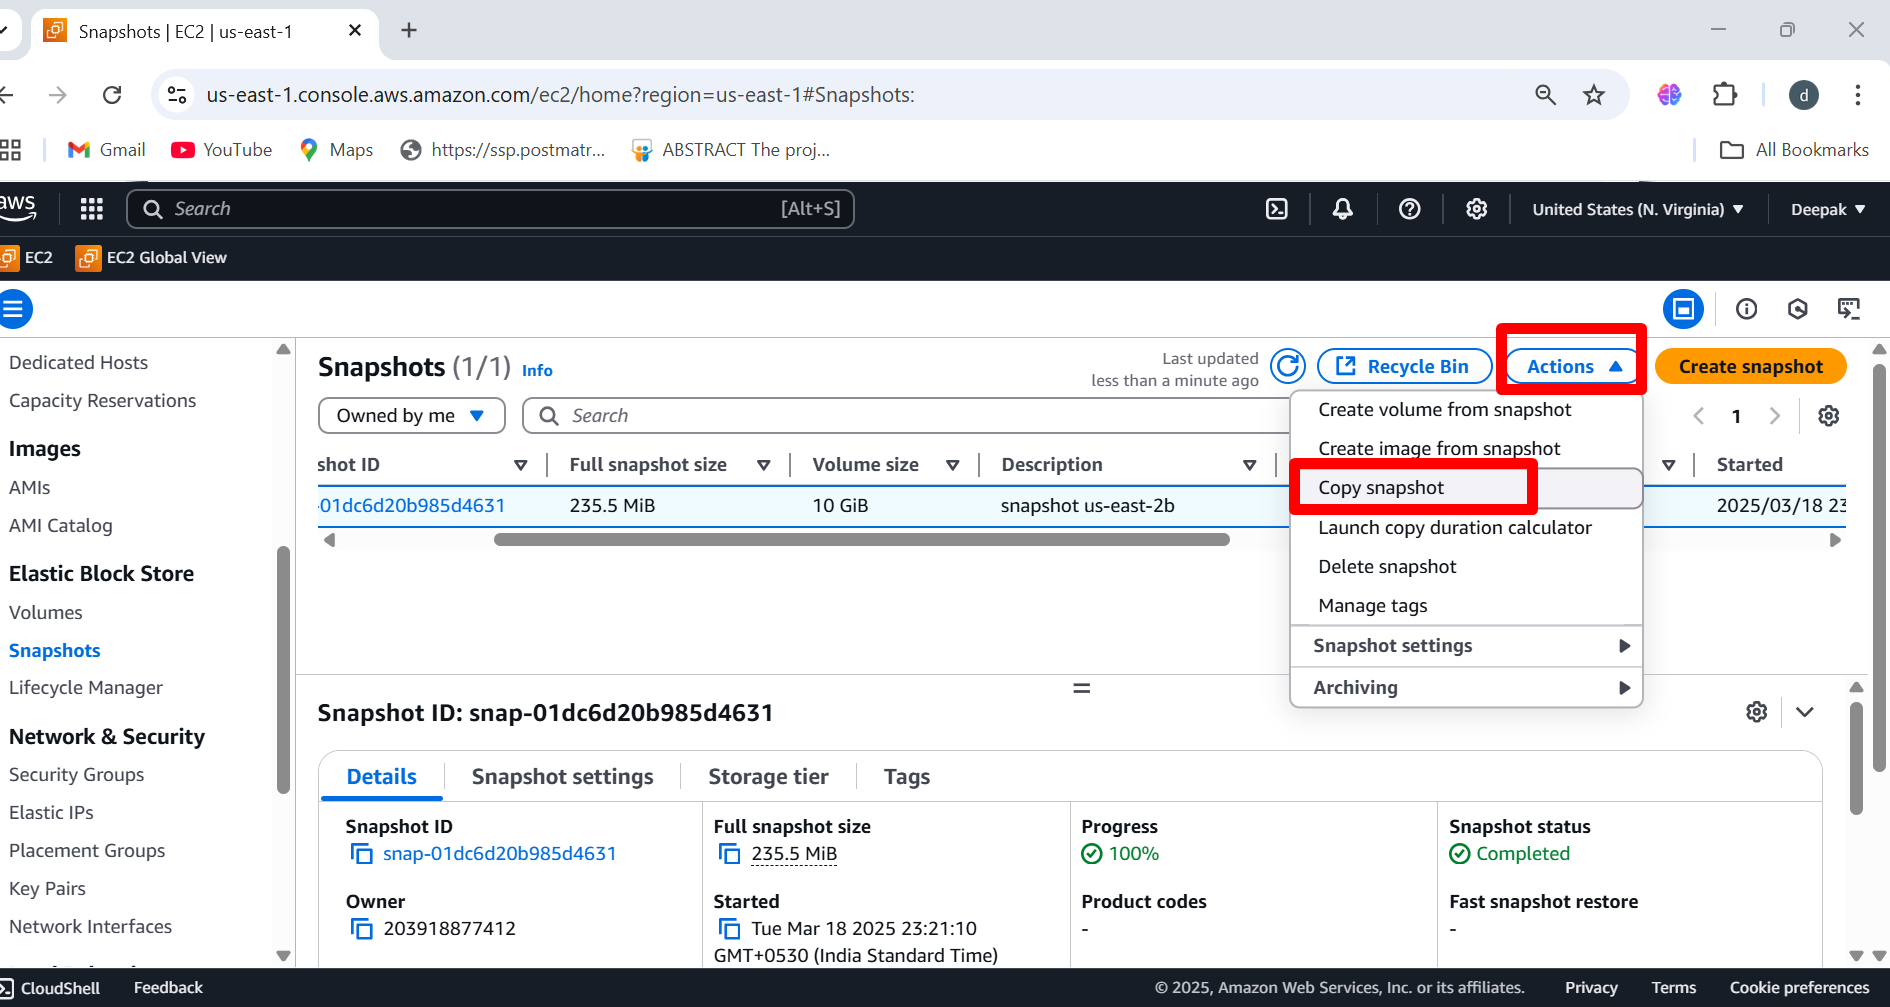 Snapshots | EC2 | us-east-1
us-east-1.console.aws.amazon.com/ec2/home?region=us-east-1#Snapshots:
d
Gmail
YouTube
Maps
https://ssp.postmatr...
ABSTRACT The proj...
All Bookmarks
aws
Search
[Alt+S]
United States (N. Virginia)
Deepak
EC2
EC2 Global View
Dedicated Hosts
Capacity Reservations
Images
AMIs
AMI Catalog
Elastic Block Store
Volumes
Snapshots
Lifecycle Manager
Network & Security
Security Groups
Elastic IPs
Placement Groups
Key Pairs
Network Interfaces
Snapshots (1/1) Info
Last updated
less than a minute ago
Recycle Bin
Actions
Create snapshot
Owned by me
Search
1
shot ID
Full snapshot size
Volume size
Description
Started
-01dc6d20b985d4631
235.5 MiB
10 GiB
snapshot us-east-2b
2025/03/18 23
Create volume from snapshot
Create image from snapshot
Copy snapshot
Launch copy duration calculator
Delete snapshot
Manage tags
Snapshot settings
Archiving
Snapshot ID: snap-01dc6d20b985d4631
Details
Snapshot settings
Storage tier
Tags
Snapshot ID
snap-01dc6d20b985d4631
Full snapshot size
235.5 MiB
Progress
100%
Snapshot status
Completed
Owner
203918877412
Started
Tue Mar 18 2025 23:21:10
GMT+0530 (India Standard Time)
Product codes
-
Fast snapshot restore
-
CloudShell
Feedback
© 2025, Amazon Web Services, Inc. or its affiliates.
Privacy
Terms
Cookie preferences